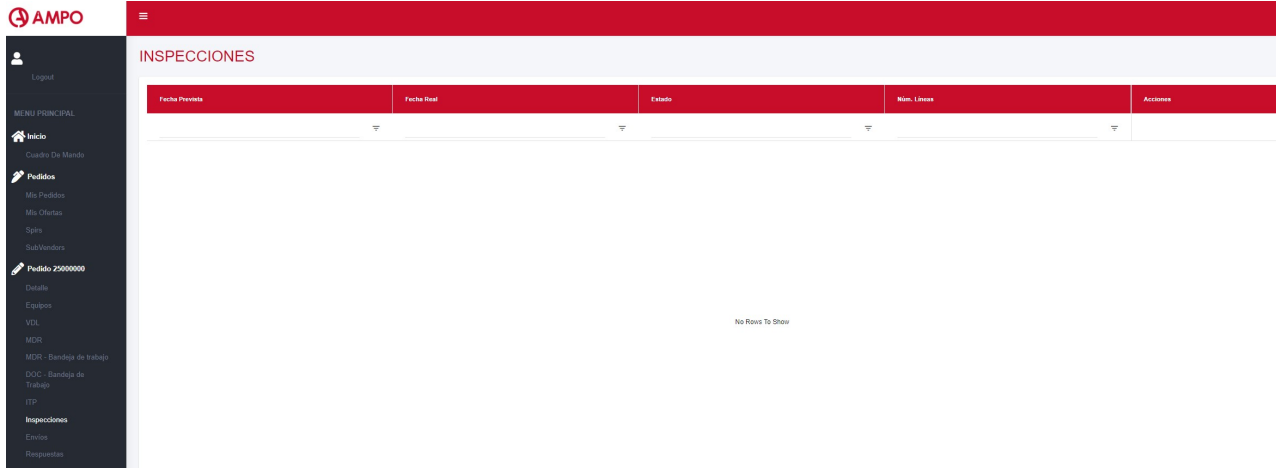 AMPO
Logout
MENU PRINCIPAL
Inicio
Cuadro De Mando
Pedidos
Mis Pedidos
Mis Ofertas
Spirs
SubVendors
Pedido 25000000
Detalle
Equipos
VDL
MDR
MDR - Bandeja de trabajo
DOC - Bandeja de
Trabajo
ITP
Inspecciones
Envíos
Respuestas
INSPECCIONES
Fecha Prevista Fecha Real Estado Núm. Líneas Acciones
No Rows To Show